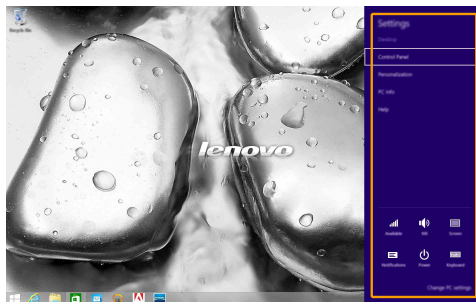 Recycle Bin
lenovo
Settings
Desktop
Control Panel
Personalization
PC info
Help
Available
Screen
Notifications
Power
Keyboard
Change PC settings